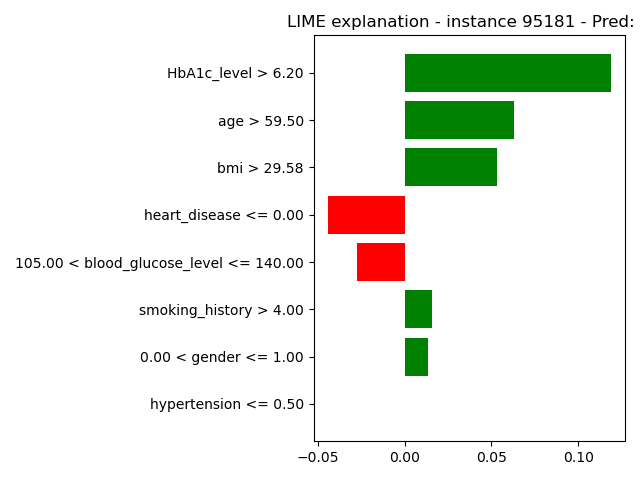 LIME explanation - instance 95181 - Pred:
HbA1c_level > 6.20
age > 59.50
bmi > 29.58
heart_disease <= 0.00
105.00 < blood_glucose_level <= 140.00
smoking_history > 4.00
0.00 < gender <= 1.00
hypertension <= 0.50
−0.05 0.00 0.05 0.10